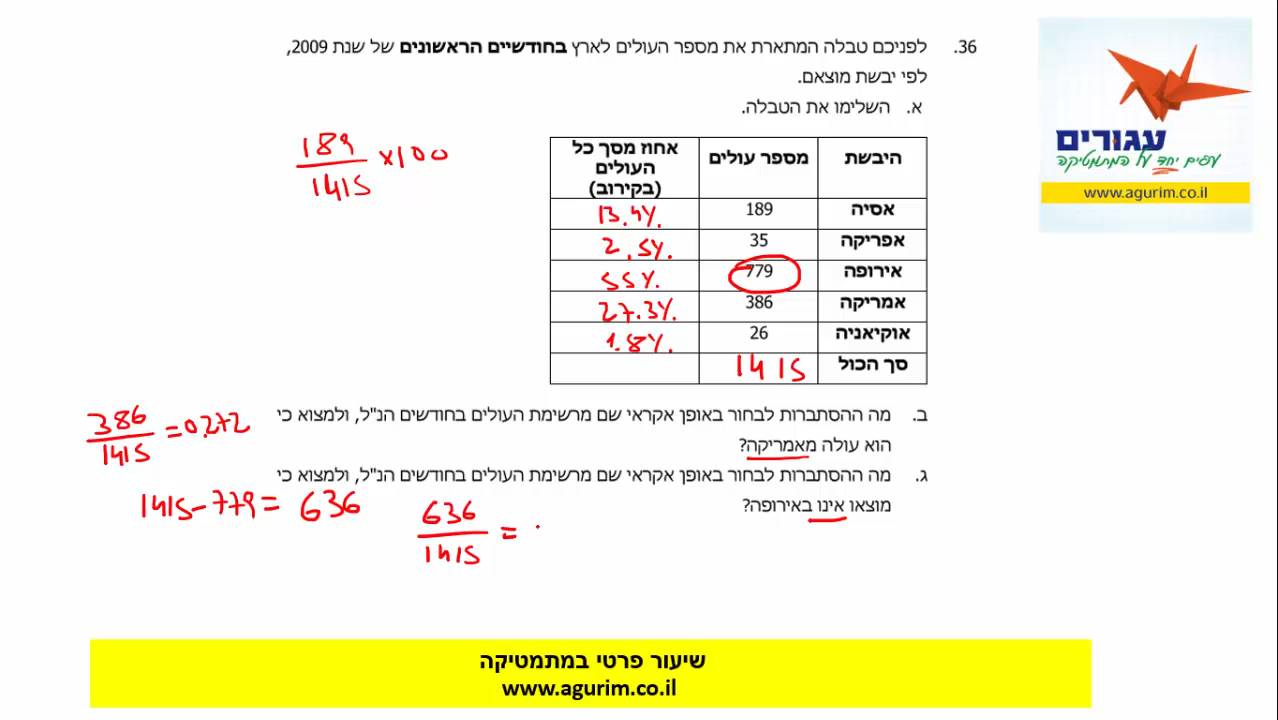 36. לפניכם טבלה המתארת את מספר העולים לארץ בחודשיים הראשונים של שנת 2009,
לפי יבשת מוצאם.
א. השלימו את הטבלה.
189/1415 x100
היבשת מספר עולים אחוז מסך כל העולים (בקירוב)
אסיה 189 13.4%
אפריקה 35 2.5%
אירופה 779 55%
אמריקה 386 27.3%
אוקיאניה 26 1.8%
סך הכול 1415
ב. מה ההסתברות לבחור באופן אקראי שם מרשימת העולים בחודשים הנ"ל, ולמצוא כי
הוא עולה מאמריקה?
386/1415 = 0.272
ג. מה ההסתברות לבחור באופן אקראי שם מרשימת העולים בחודשים הנ"ל, ולמצוא כי
מוצאו אינו באירופה?
1415-779= 636
636/1415 =
עגורים
עפים יחד על המתמטיקה
www.agurim.co.il
שיעור פרטי במתמטיקה
www.agurim.co.il